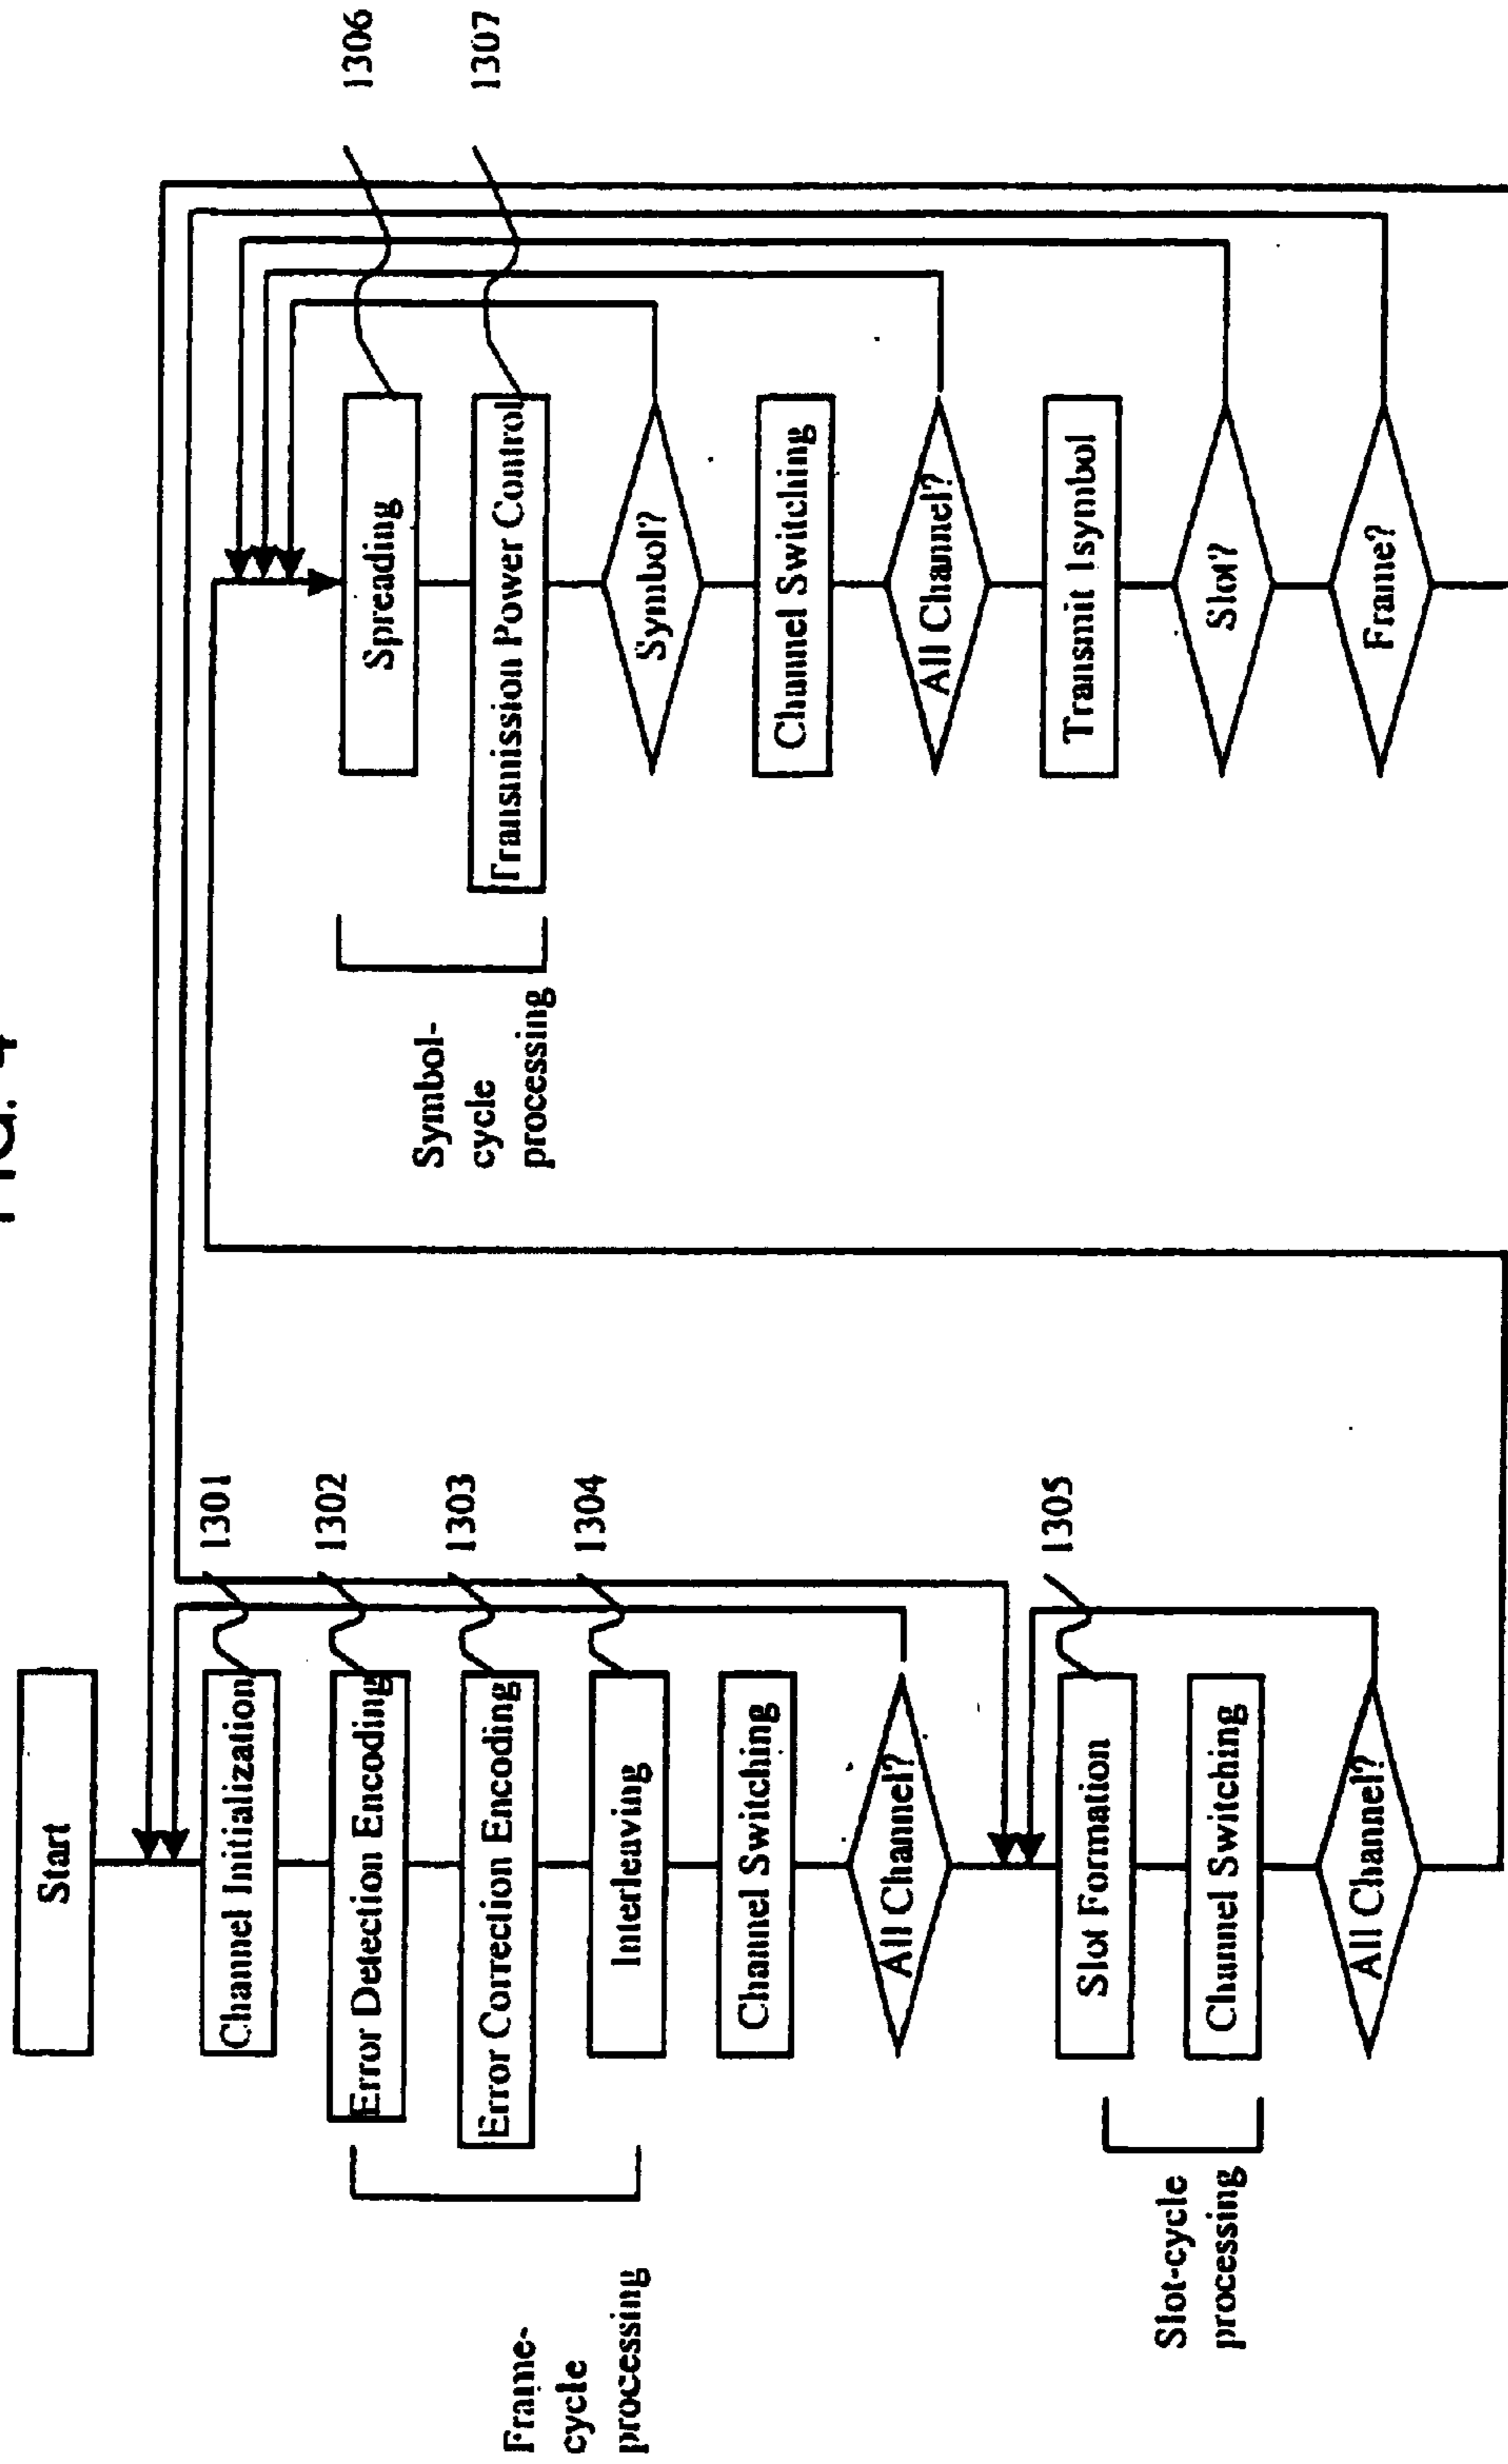 FIG. 4
Start
Channel Initialization
1301
Error Detection Encoding
1302
Error Correction Encoding
1303
Interleaving
1304
Channel Switching
All Channel?
Frame-
cycle
processing
Slot Formation
1305
Channel Switching
All Channel?
Slot-cycle
processing
Spreading
1306
Transmission Power Control
1307
Symbol-
cycle
processing
Symbol?
Channel Switching
All Channel?
Transmit 1symbol
Slot?
Frame?